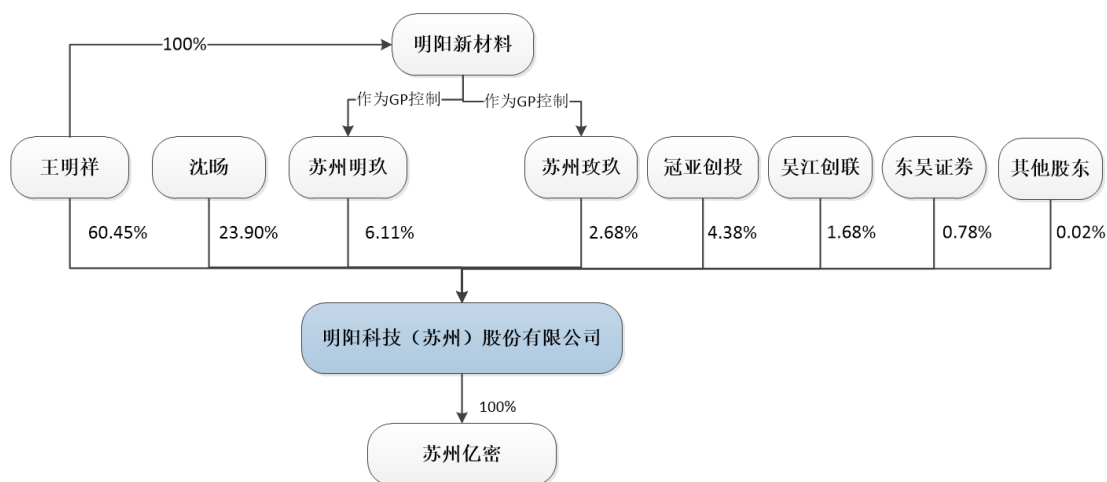 明阳新材料
100%
作为GP控制
作为GP控制
王明祥
沈旸
苏州明玖
苏州玫玖
冠亚创投
吴江创联
东吴证券
其他股东
60.45%
23.90%
6.11%
2.68%
4.38%
1.68%
0.78%
0.02%
明阳科技（苏州）股份有限公司
100%
苏州亿密